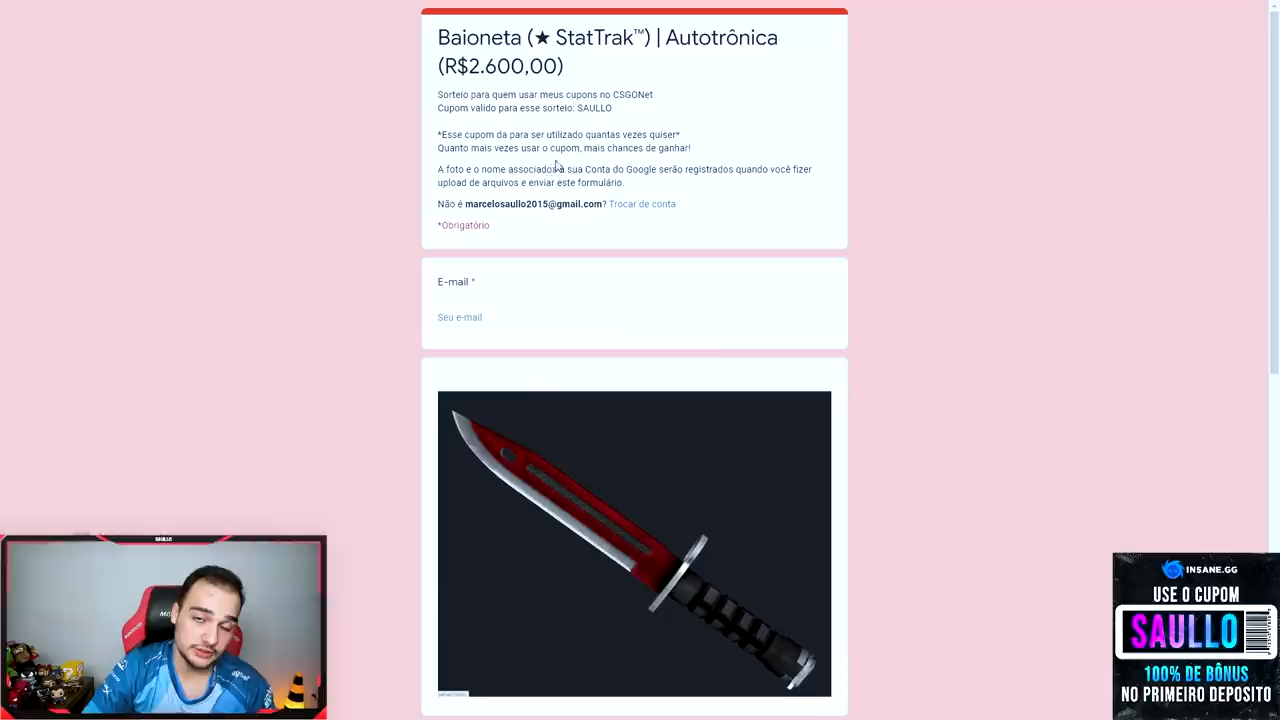 Baioneta (★ StatTrak™) | Autotrônica
(R$2.600,00)
Sorteio para quem usar meus cupons no CSGONet
Cupom valido para esse sorteio: SAULLO
*Esse cupom da para ser utilizado quantas vezes quiser*
Quanto mais vezes usar o cupom, mais chances de ganhar!
A foto e o nome associados à sua Conta do Google serão registrados quando você fizer
upload de arquivos e enviar este formulário.
Não é marcelosaullo2015@gmail.com? Trocar de conta
*Obrigatório
E-mail *
Seu e-mail
SAULLO
INSANE.GG
USE O CUPOM
SAULLO
100% DE BÔNUS
NO PRIMEIRO DEPOSITO